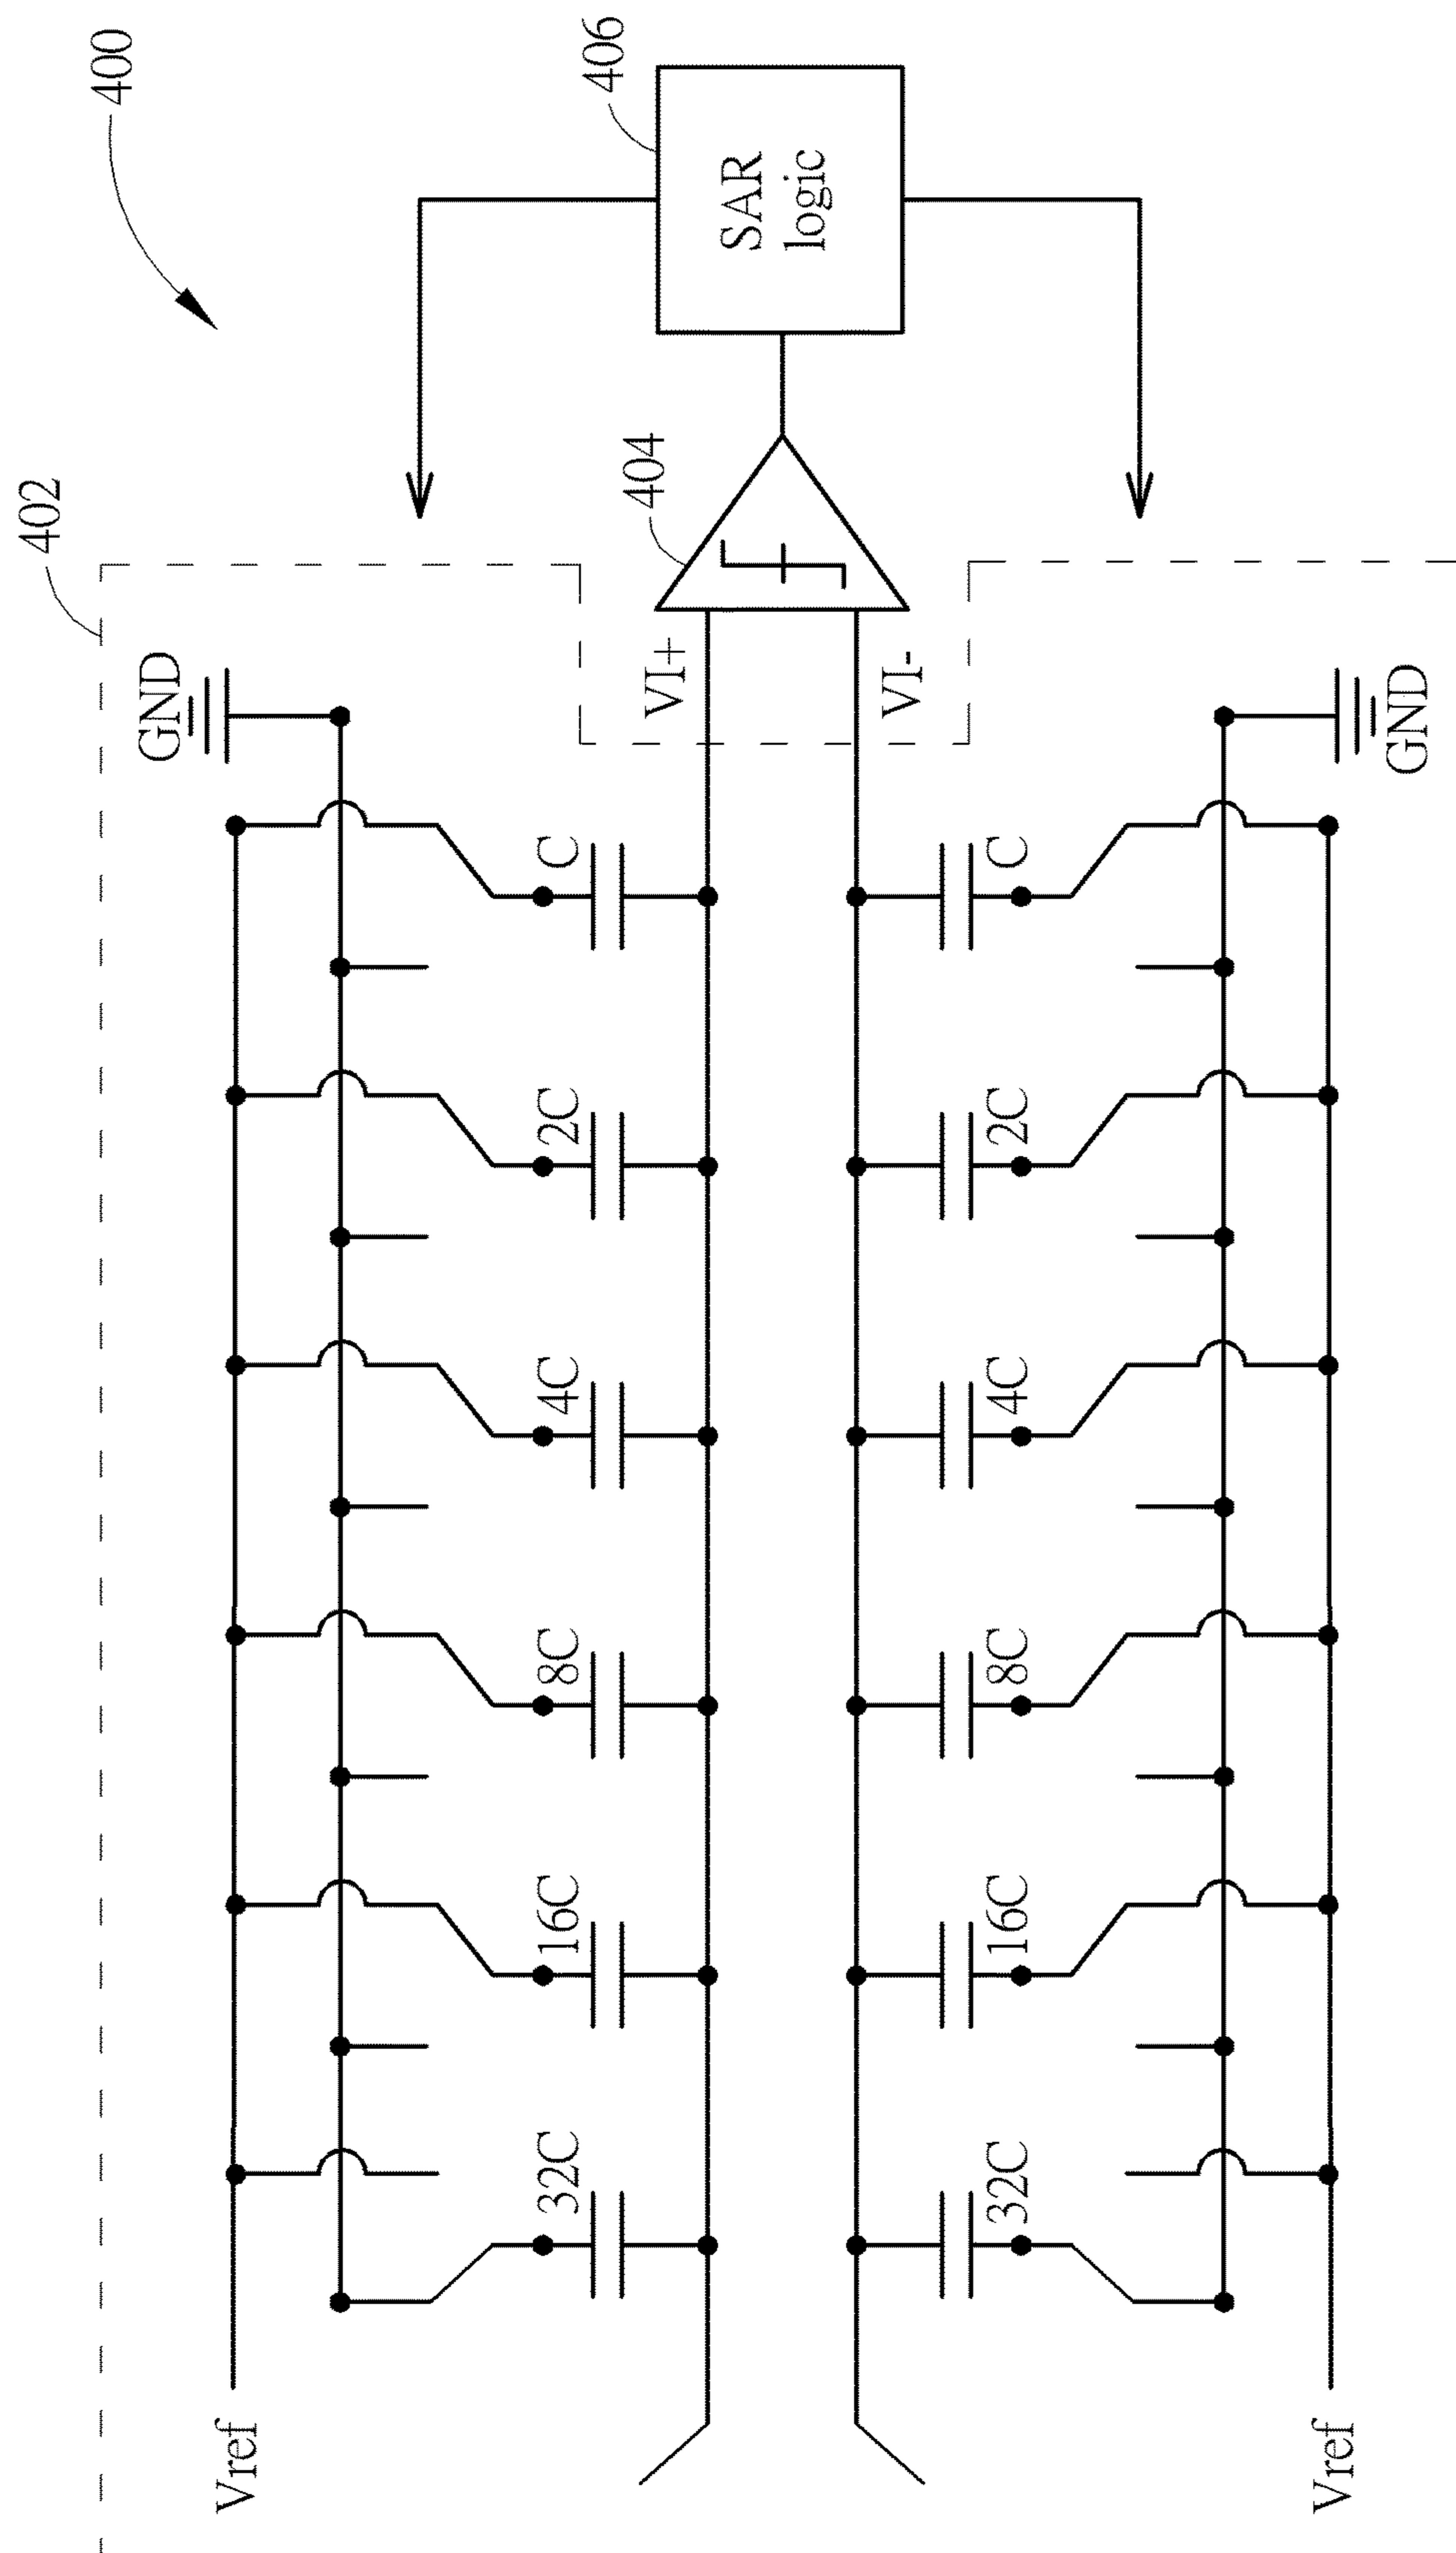 400
402
Vref
GND
32C
16C
8C
4C
2C
C
VI+
404
406
SAR
logic
VI-
32C
16C
8C
4C
2C
C
GND
Vref